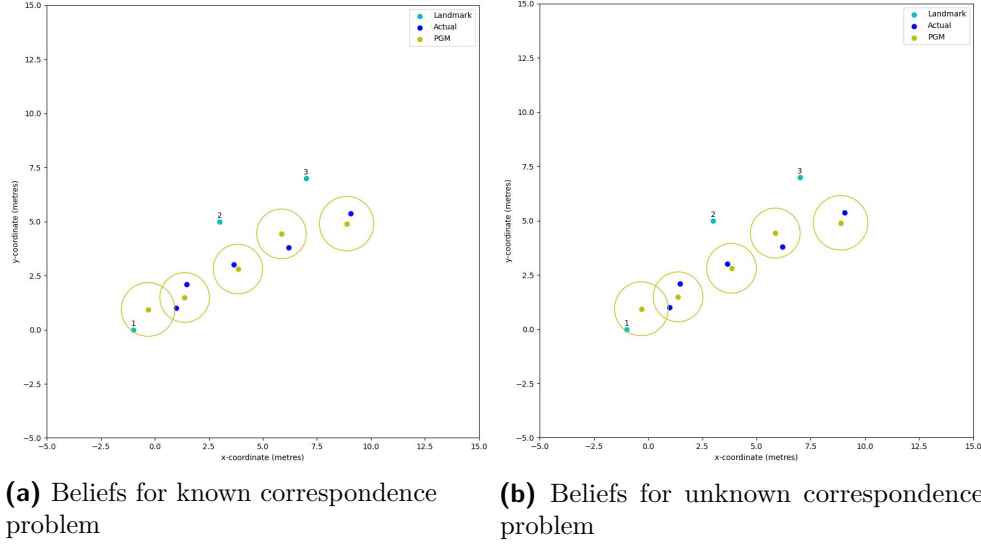 15.0
12.5
10.0
7.5
5.0
2.5
0.0
−2.5
−5.0
−5.0 −2.5 0.0 2.5 5.0 7.5 10.0 12.5 15.0
x-coordinate (metres)
y-coordinate (metres)
Landmark
Actual
PGM
1
2
3
(a) Beliefs for known correspondence
problem
15.0
12.5
10.0
7.5
5.0
2.5
0.0
−2.5
−5.0
−5.0 −2.5 0.0 2.5 5.0 7.5 10.0 12.5 15.0
x-coordinate (metres)
y-coordinate (metres)
Landmark
Actual
PGM
1
2
3
(b) Beliefs for unknown correspondence
problem